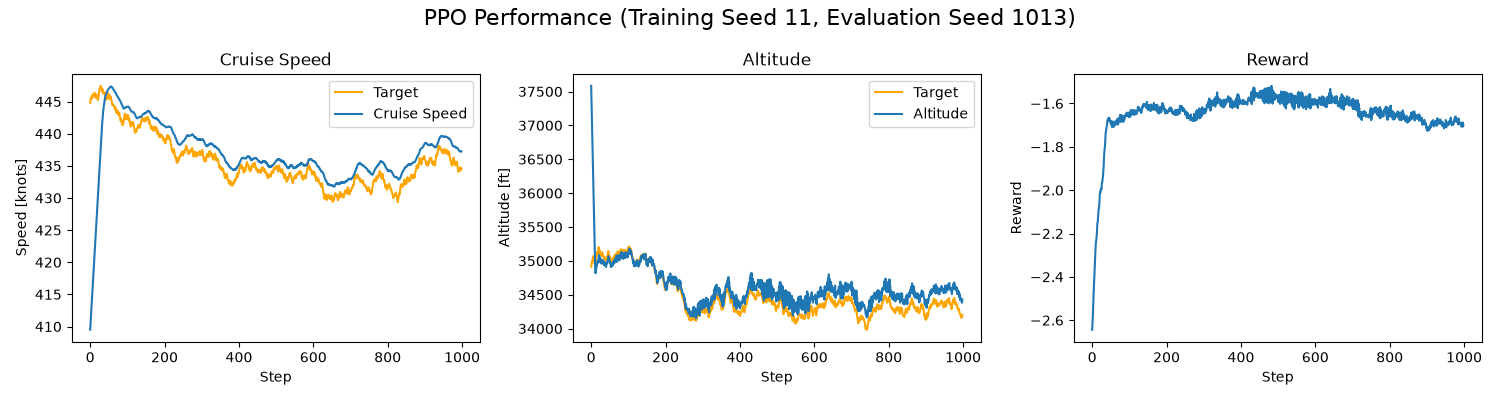 PPO Performance (Training Seed 11, Evaluation Seed 1013)
Cruise Speed
Target
Cruise Speed
445
440
435
430
425
420
415
410
Speed [knots]
0 200 400 600 800 1000
Step
Altitude
Target
Altitude
37500
37000
36500
36000
35500
35000
34500
34000
Altitude [ft]
0 200 400 600 800 1000
Step
Reward
−1.6
−1.8
−2.0
−2.2
−2.4
−2.6
Reward
0 200 400 600 800 1000
Step